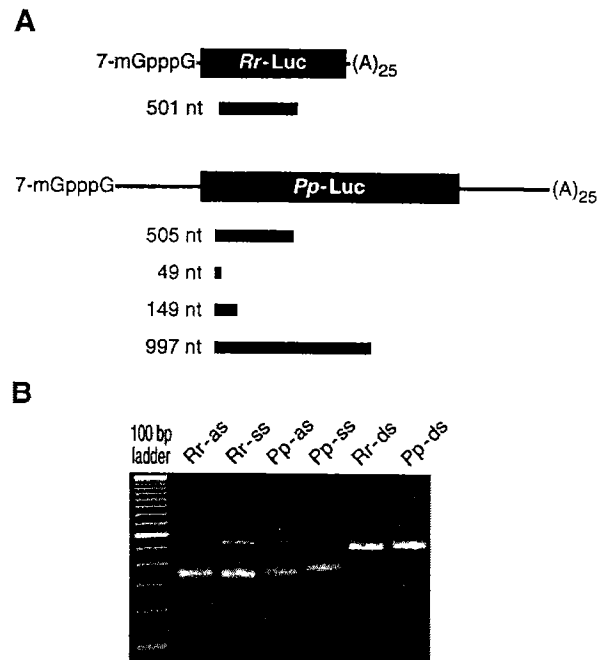 A
7-mGpppG Rr-Luc (A)25
501 nt
7-mGpppG Pp-Luc (A)25
505 nt
49 nt
149 nt
997 nt
B
100 bp ladder Rr-as Rr-ss Pp-as Pp-ss Rr-ds Pp-ds